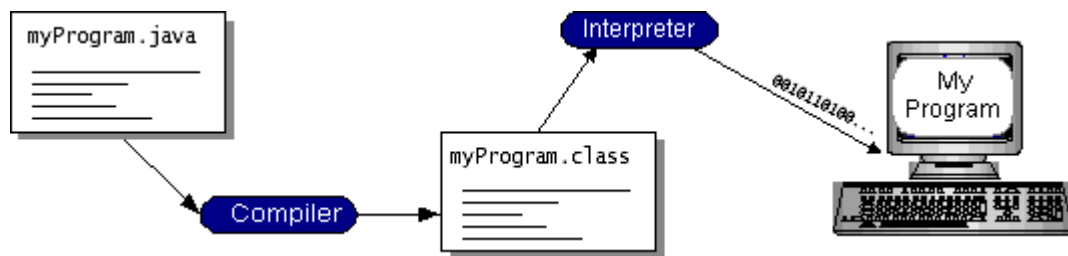 myProgram.java
Compiler
myProgram.class
Interpreter
0010110100...
My
Program